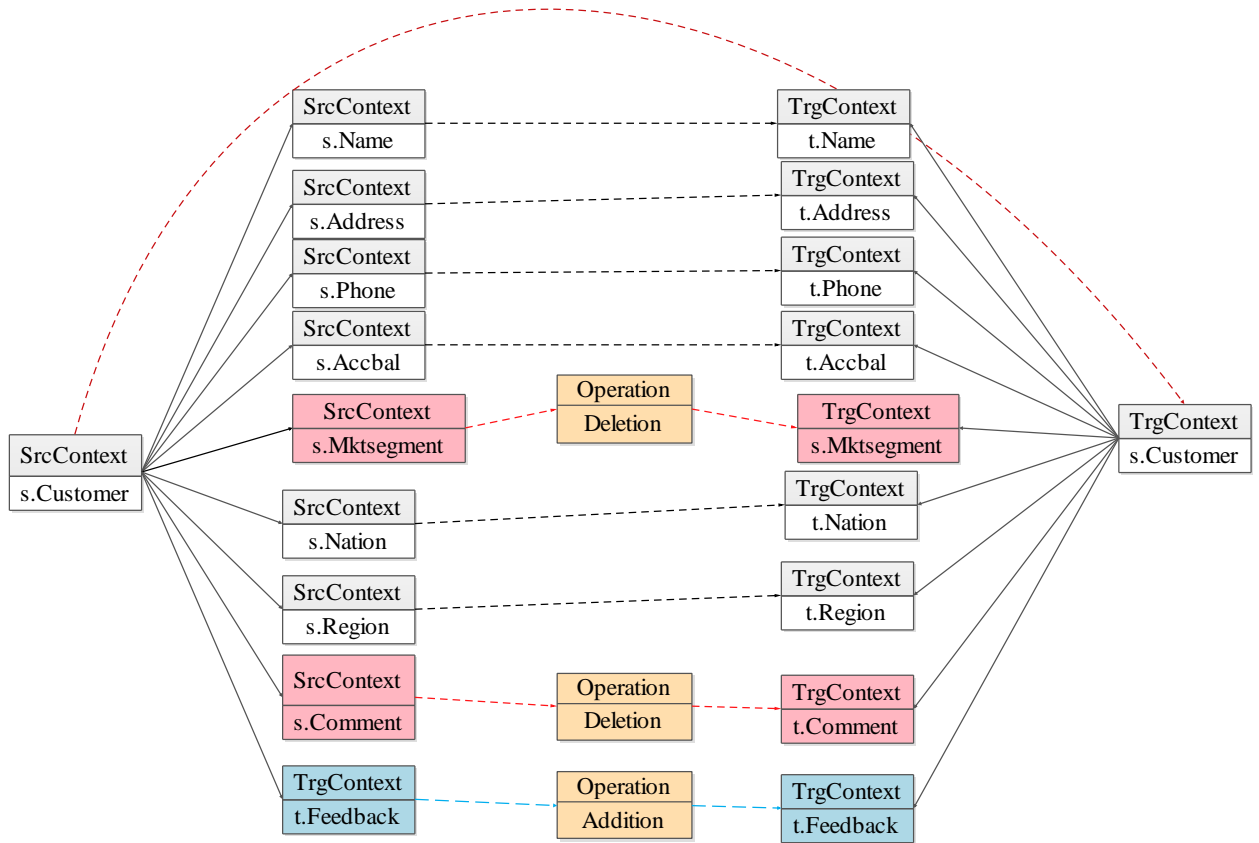 SrcContext
s.Name
TrgContext
t.Name
SrcContext
s.Address
TrgContext
t.Address
SrcContext
s.Phone
TrgContext
t.Phone
SrcContext
s.Accbal
TrgContext
t.Accbal
SrcContext
s.Mktsegment
Operation
Deletion
TrgContext
s.Mktsegment
SrcContext
s.Customer
TrgContext
s.Customer
SrcContext
s.Nation
TrgContext
t.Nation
SrcContext
s.Region
TrgContext
t.Region
SrcContext
s.Comment
Operation
Deletion
TrgContext
t.Comment
TrgContext
t.Feedback
Operation
Addition
TrgContext
t.Feedback